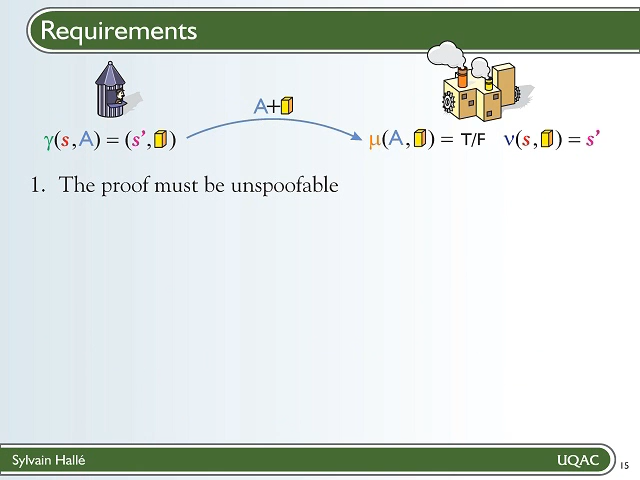 Requirements
A+
γ(s,A) = (s′, )
μ(A, ) = T/F ν(s, ) = s′
1. The proof must be unspoofable
Sylvain Hallé
UQAC
15